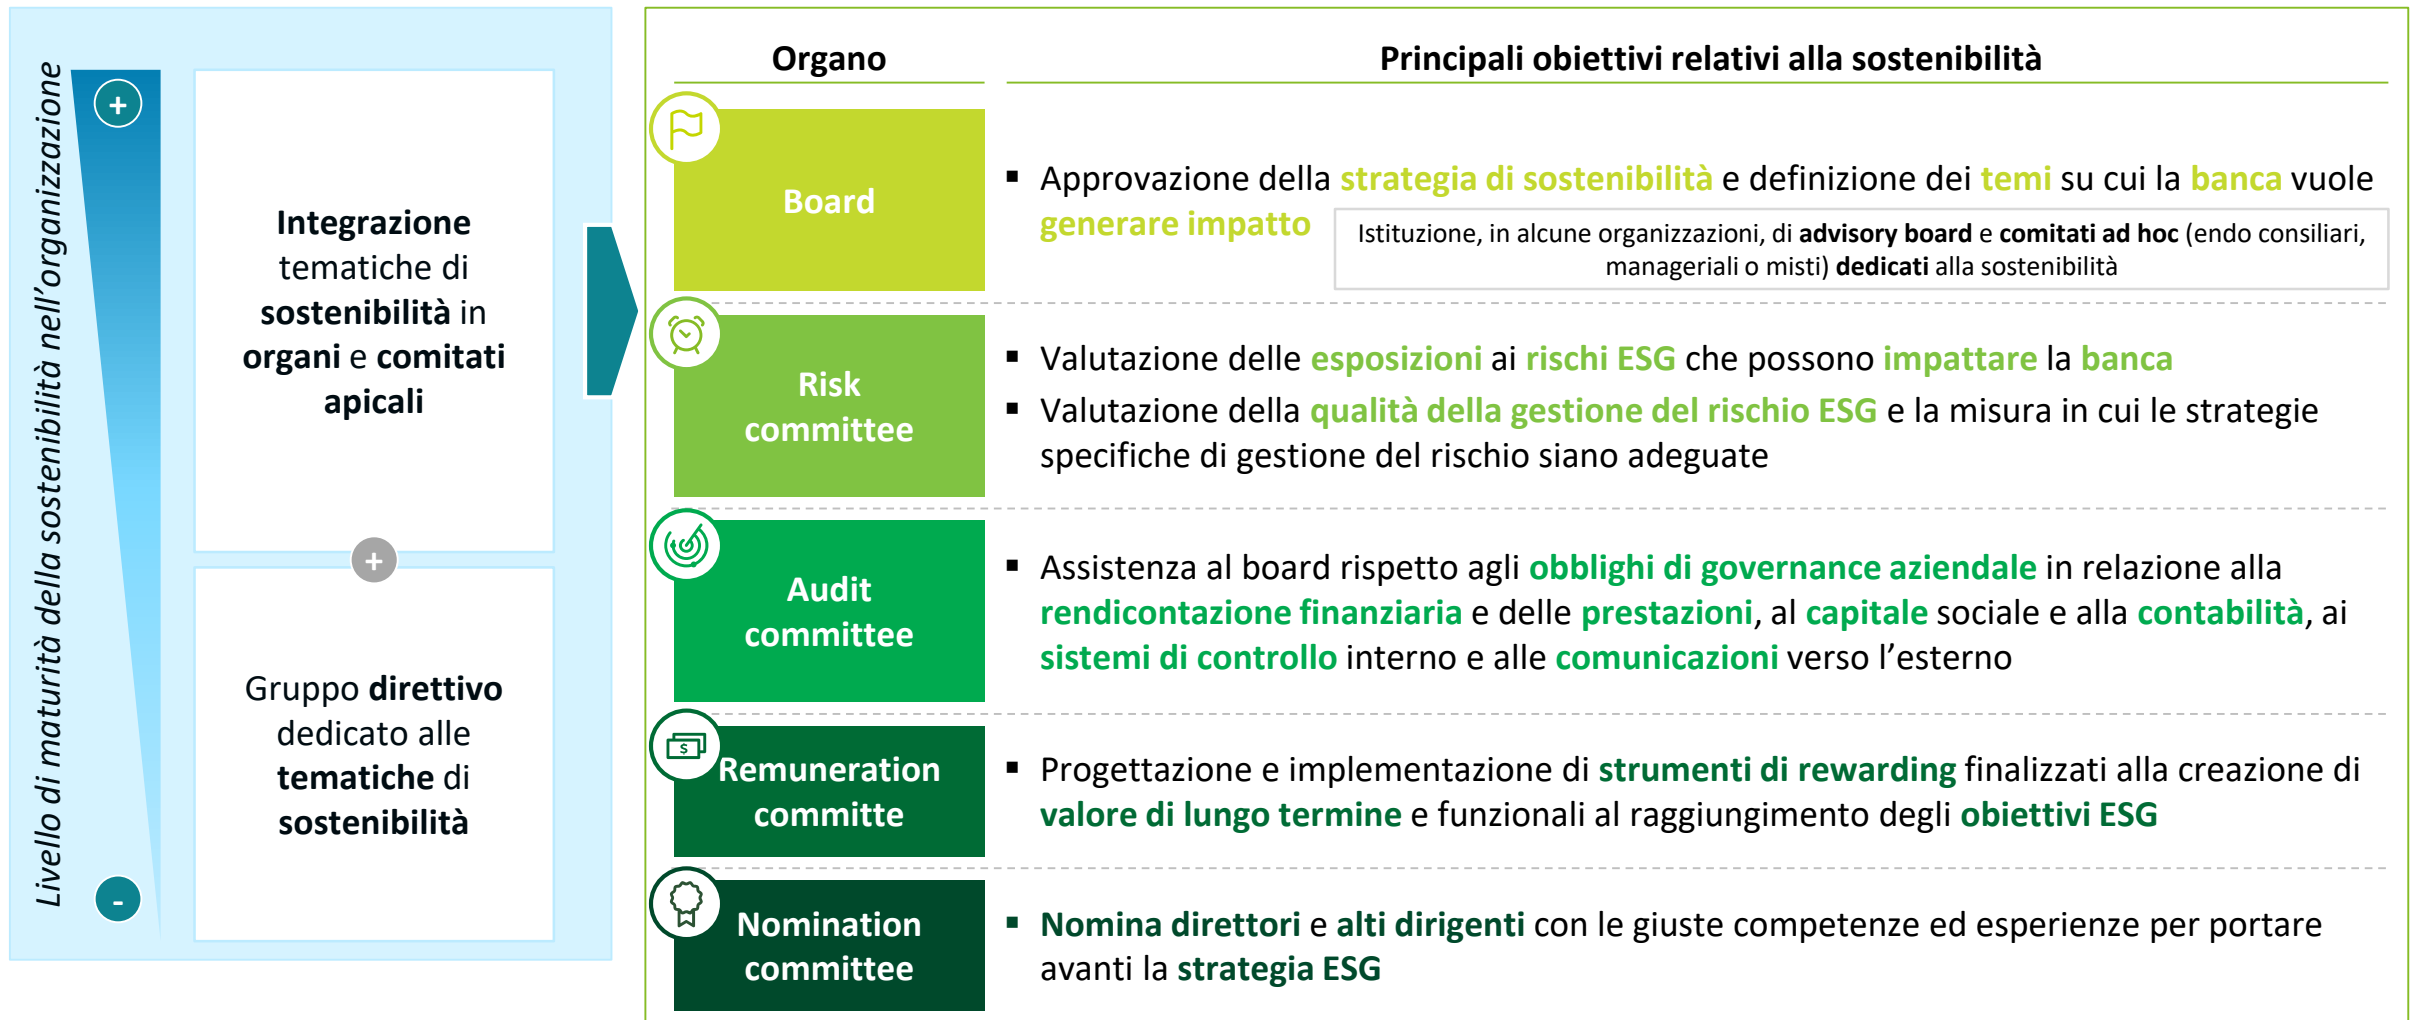 Livello di maturità della sostenibilità nell’organizzazione
+
Integrazione
tematiche di
sostenibilità in
organi e comitati
apicali
+
Gruppo direttivo
dedicato alle
tematiche di
sostenibilità
-
Organo
Principali obiettivi relativi alla sostenibilità
Board
▪ Approvazione della strategia di sostenibilità e definizione dei temi su cui la banca vuole
generare impatto
Istituzione, in alcune organizzazioni, di advisory board e comitati ad hoc (endo consiliari,
manageriali o misti) dedicati alla sostenibilità
Risk
committee
▪ Valutazione delle esposizioni ai rischi ESG che possono impattare la banca
▪ Valutazione della qualità della gestione del rischio ESG e la misura in cui le strategie
specifiche di gestione del rischio siano adeguate
Audit
committee
▪ Assistenza al board rispetto agli obblighi di governance aziendale in relazione alla
rendicontazione finanziaria e delle prestazioni, al capitale sociale e alla contabilità, ai
sistemi di controllo interno e alle comunicazioni verso l’esterno
$
Remuneration
committe
▪ Progettazione e implementazione di strumenti di rewarding finalizzati alla creazione di
valore di lungo termine e funzionali al raggiungimento degli obiettivi ESG
Nomination
committee
▪ Nomina direttori e alti dirigenti con le giuste competenze ed esperienze per portare
avanti la strategia ESG